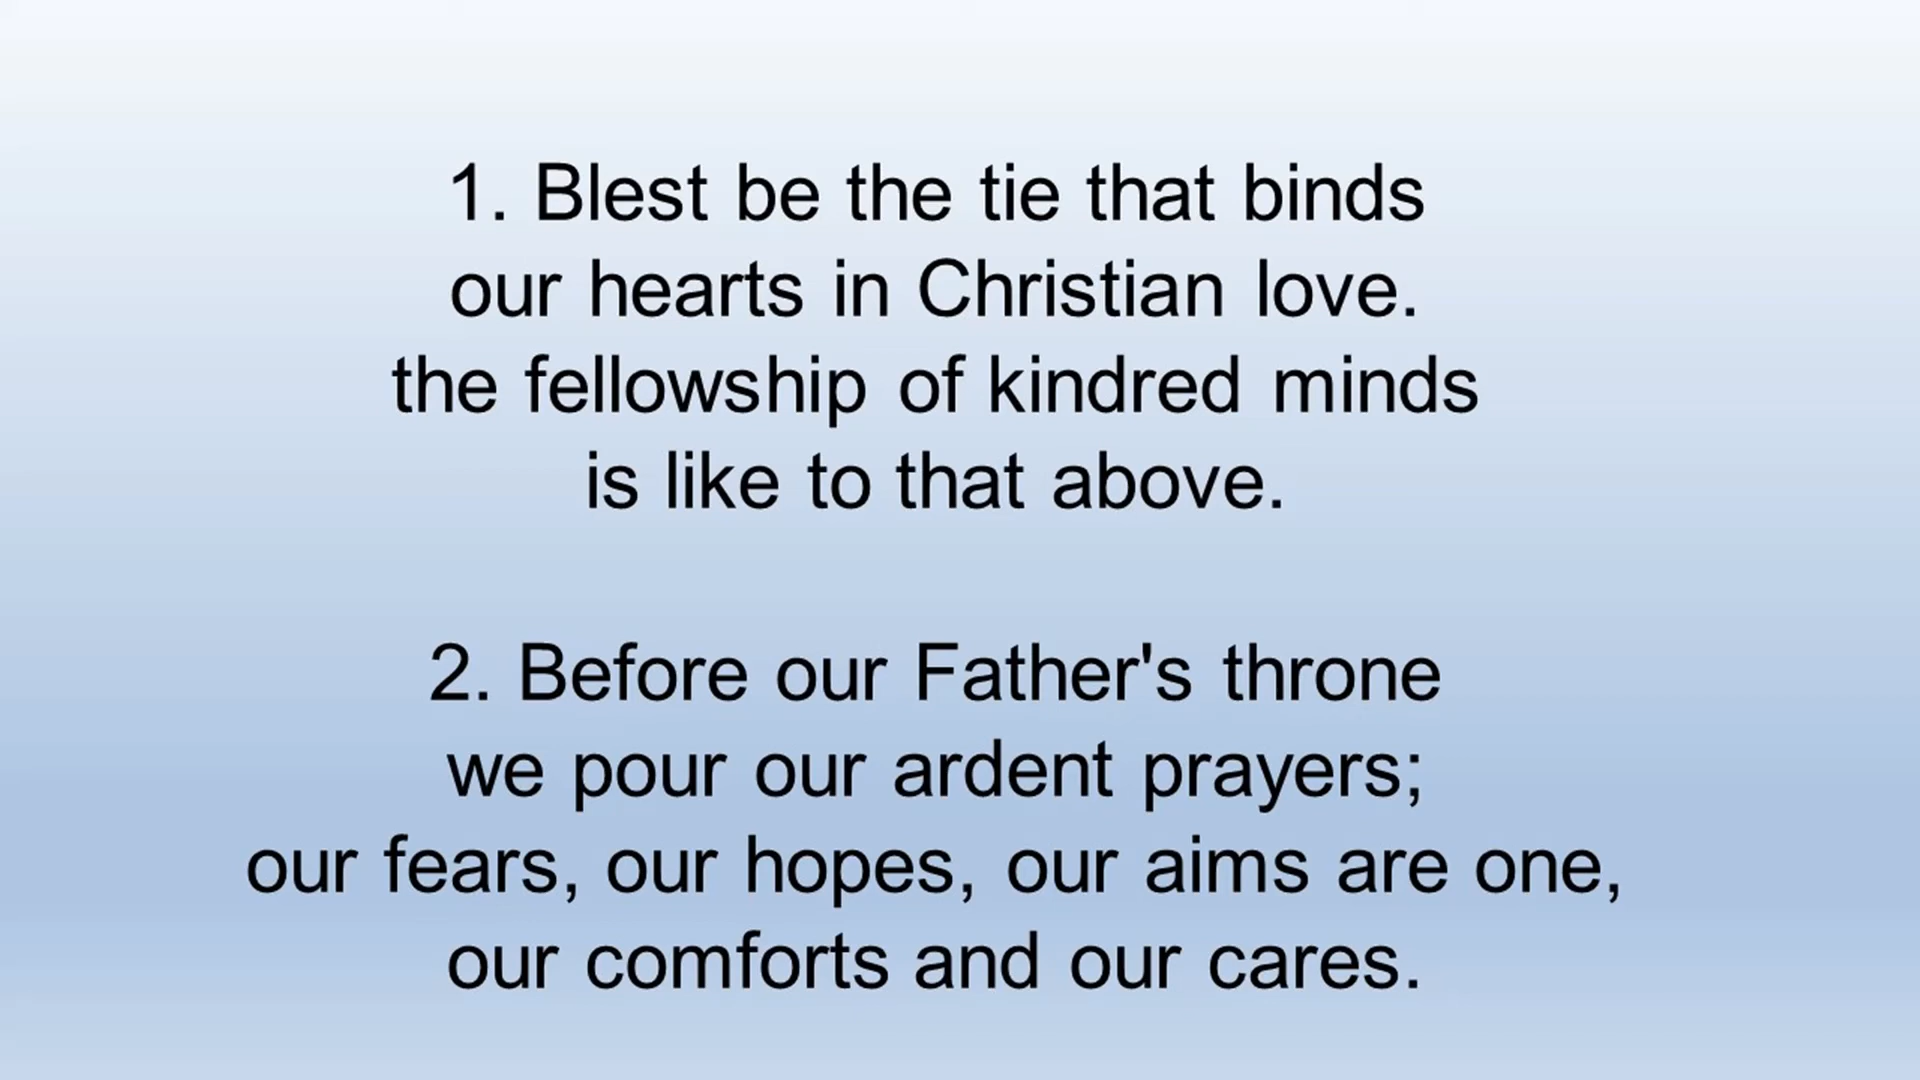 1. Blest be the tie that binds
our hearts in Christian love.
the fellowship of kindred minds
is like to that above.
2. Before our Father's throne
we pour our ardent prayers;
our fears, our hopes, our aims are one,
our comforts and our cares.